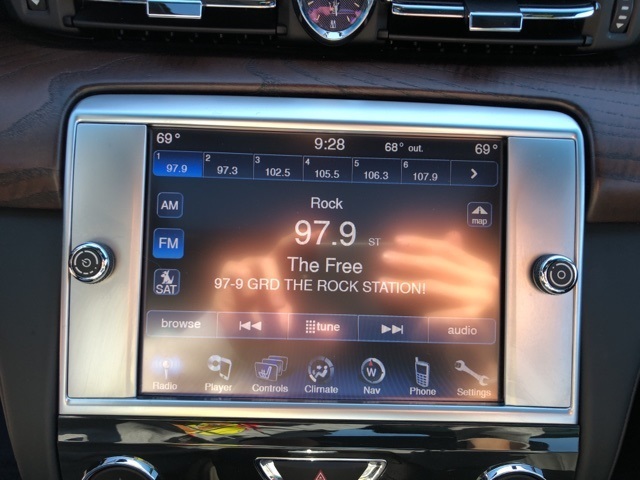 69° 9:28 68° out. 69°
1 2 3 4 5 6
97.9 97.3 102.5 105.5 106.3 107.9 >
AM Rock map
FM 97.9 ST
The Free
SAT 97-9 GRD THE ROCK STATION!
browse tune audio
Radio Player Controls Climate Nav Phone Settings
W